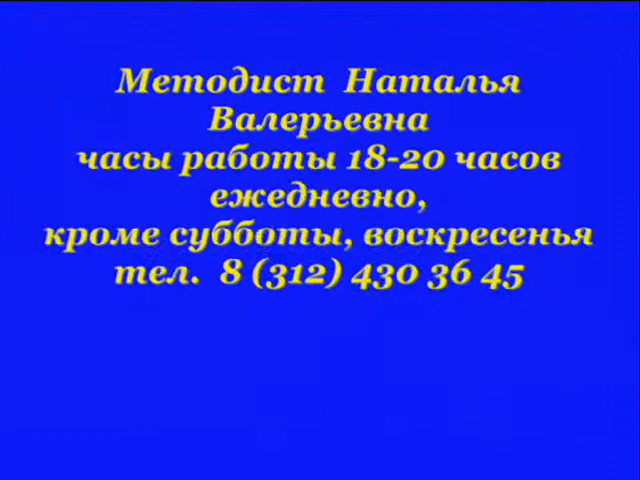 Методист Наталья
Валерьевна
часы работы 18-20 часов
ежедневно,
кроме субботы, воскресенья
тел. 8 (312) 430 36 45